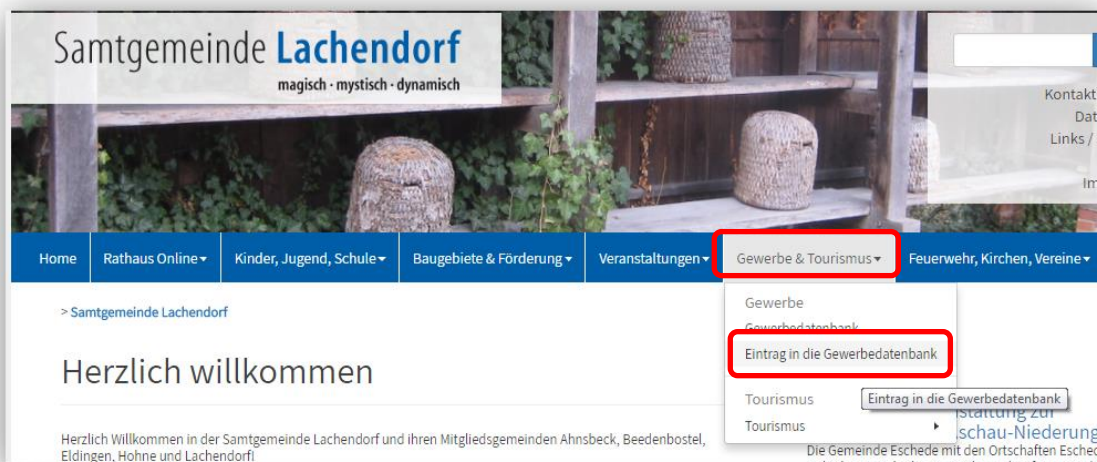 Samtgemeinde Lachendorf
magisch · mystisch · dynamisch
Kontakt
Links /
Home
Rathaus Online
Kinder, Jugend, Schule
Baugebiete & Förderung
Veranstaltungen
Gewerbe & Tourismus
Feuerwehr, Kirchen, Vereine
Gewerbe
Gewerbedatenbank
Eintrag in die Gewerbedatenbank
Tourismus
Eintrag in die Gewerbedatenbank
Tourismus
> Samtgemeinde Lachendorf
Herzlich willkommen
Herzlich Willkommen in der Samtgemeinde Lachendorf und ihren Mitgliedsgemeinden Ahnsbeck, Beedenbostel,
Eldingen, Hohne und Lachendorf!
staltung zur
schau-Niederung
Die Gemeinde Eschede mit den Ortschaften